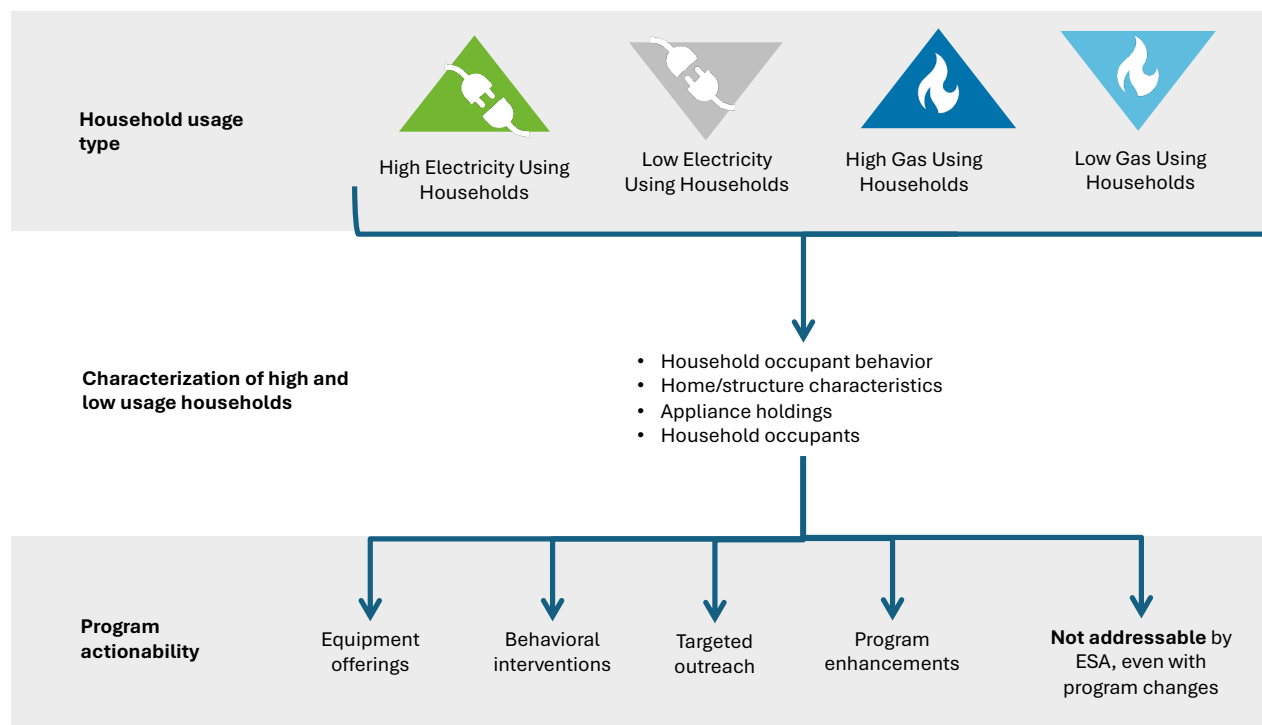 Household usage
type
High Electricity Using
Households
Low Electricity
Using Households
High Gas Using
Households
Low Gas Using
Households
Characterization of high and
low usage households
• Household occupant behavior
• Home/structure characteristics
• Appliance holdings
• Household occupants
Program
actionability
Equipment
offerings
Behavioral
interventions
Targeted
outreach
Program
enhancements
Not addressable by
ESA, even with
program changes